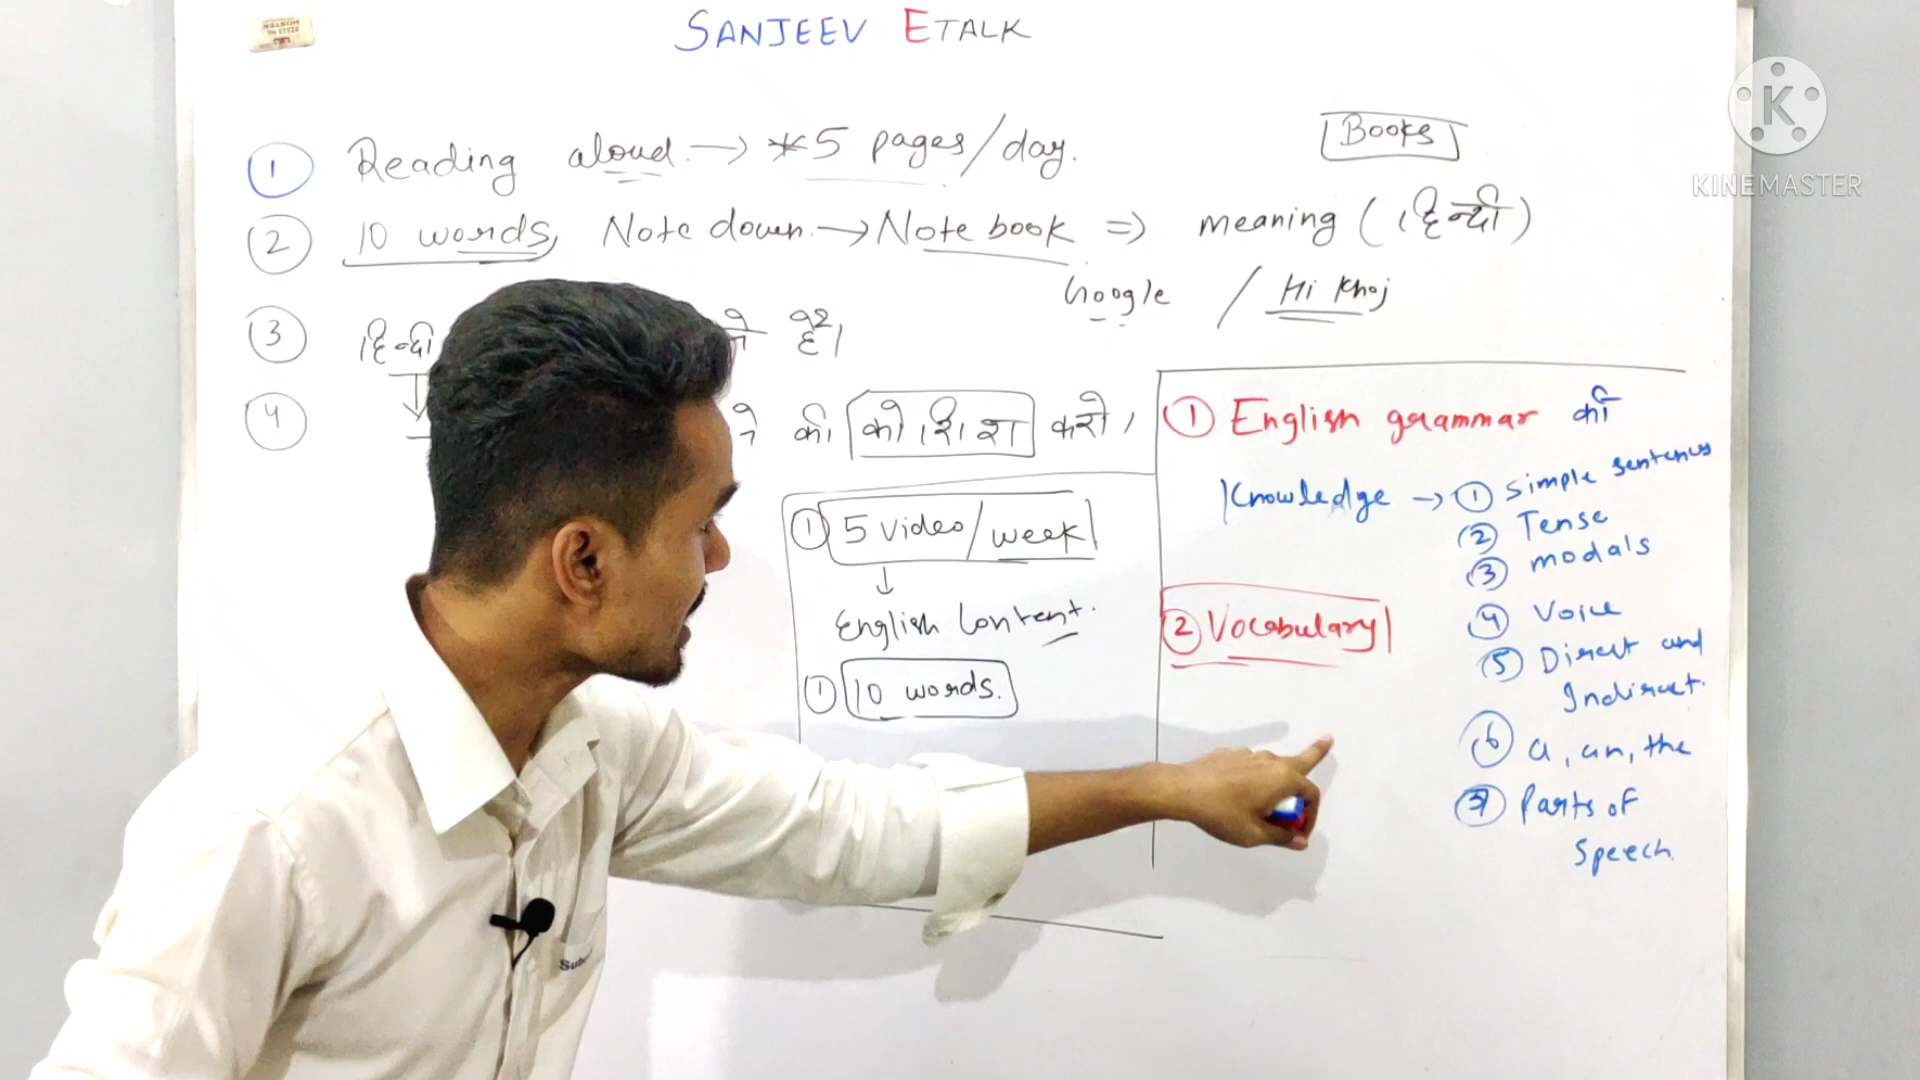 SANJEEV ETALK
KINEMASTER
Books
1 Reading aloud → *5 pages/day.
2 10 words, Note down → Note book ⇒ meaning (हिन्दी)
Google / Hi Khoj
3 हिन्दी है।
4 ने की कोशिश करो,
1 5 Video/week
↓
English Content.
1 10 words.
1 English grammar की
Knowledge → 1 Simple sentences
2 Tense
3 modals
4 Voice
5 Direct and
Indirect.
6 a, an, the
7 Parts of
Speech.
2 Vocabulary